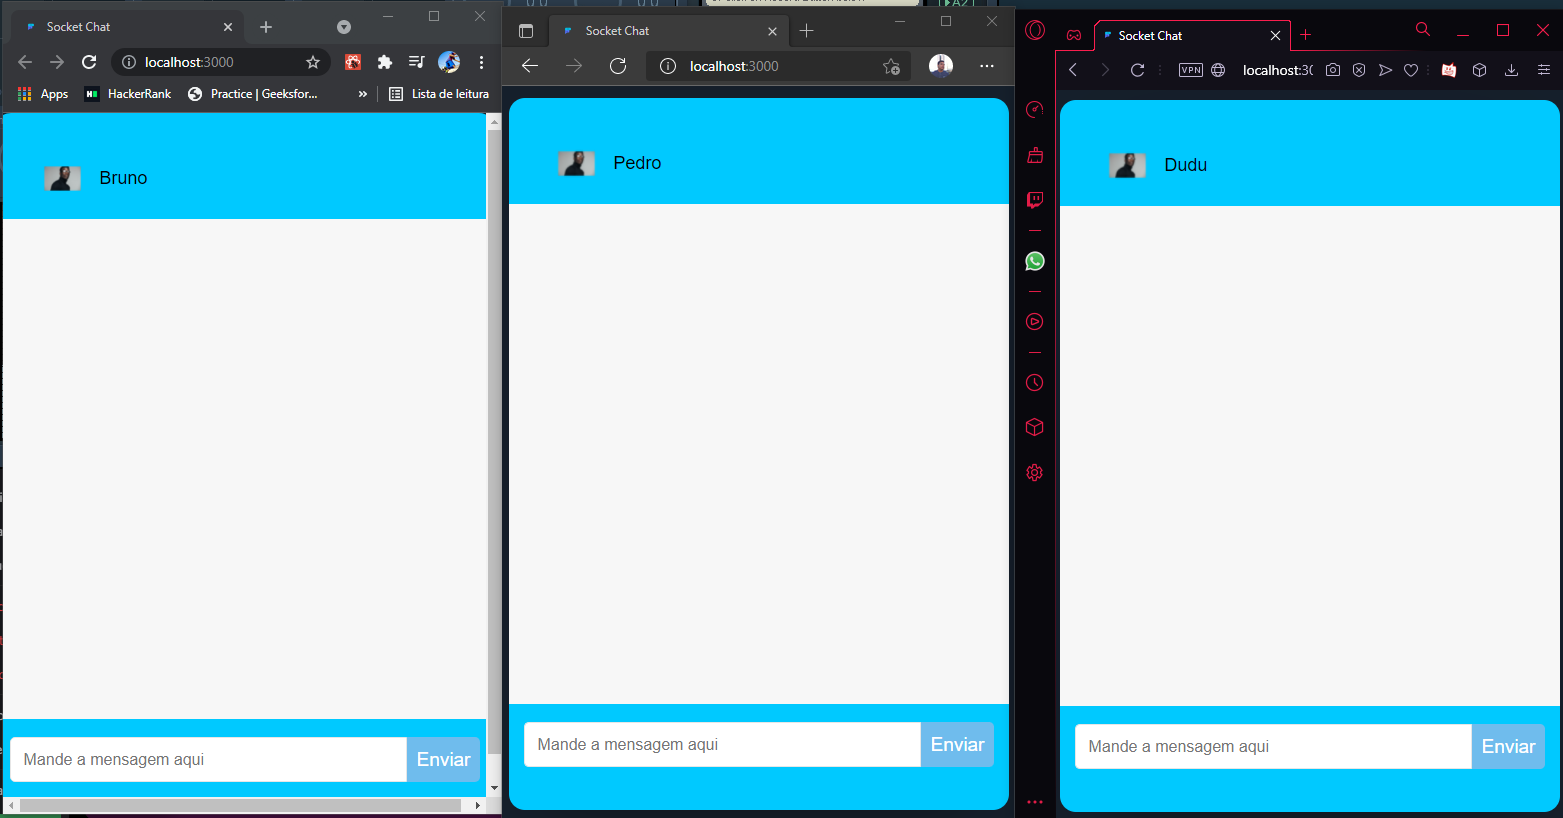 Socket Chat
localhost:3000
Apps
HackerRank
Practice | Geeksfor...
»
Lista de leitura
Bruno
Mande a mensagem aqui
Enviar
Socket Chat
localhost:3000
Pedro
Mande a mensagem aqui
Enviar
Socket Chat
VPN
localhost:30
Dudu
Mande a mensagem aqui
Enviar